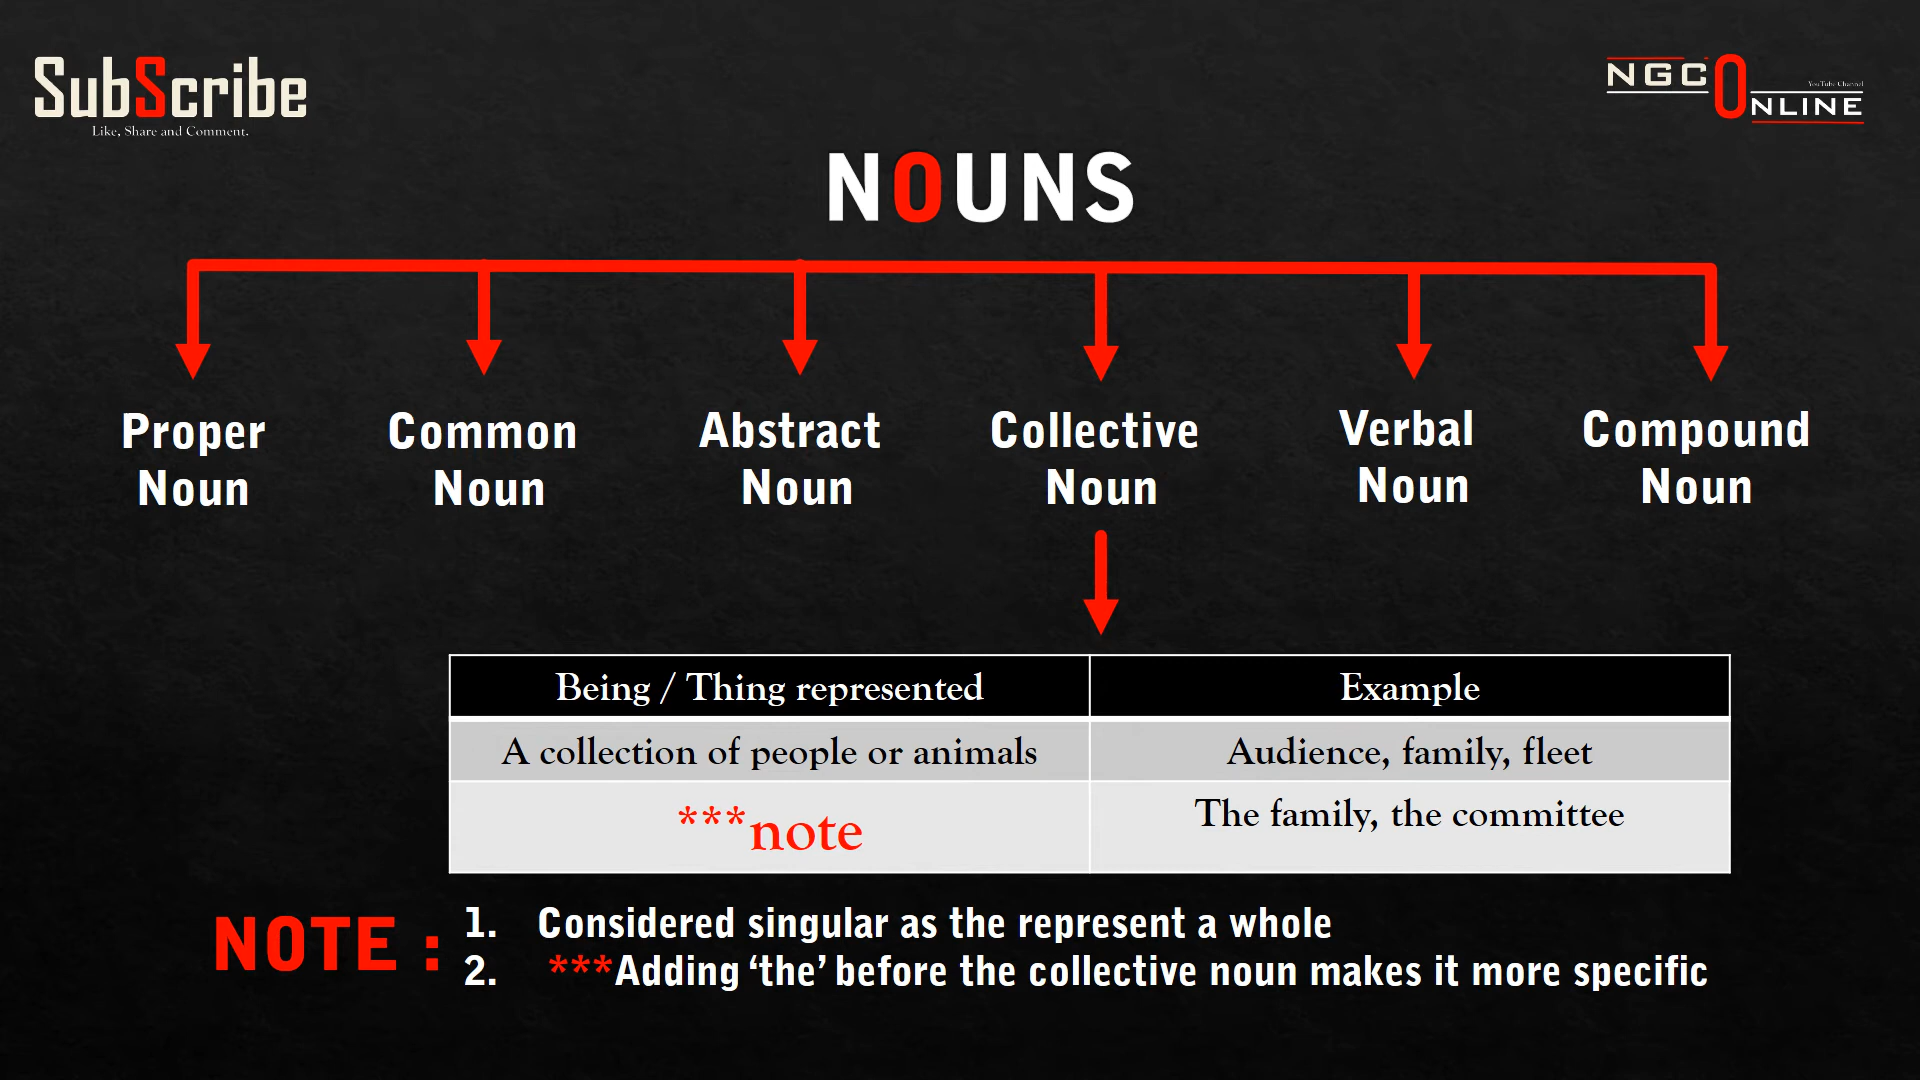 SubScribe
Like, Share and Comment.
NGC ONLINE
YouTube Channel
NOUNS
Proper
Noun
Common
Noun
Abstract
Noun
Collective
Noun
Verbal
Noun
Compound
Noun
Being / Thing represented
Example
A collection of people or animals
Audience, family, fleet
***note
The family, the committee
NOTE :
1. Considered singular as the represent a whole
2. ***Adding ‘the’ before the collective noun makes it more specific